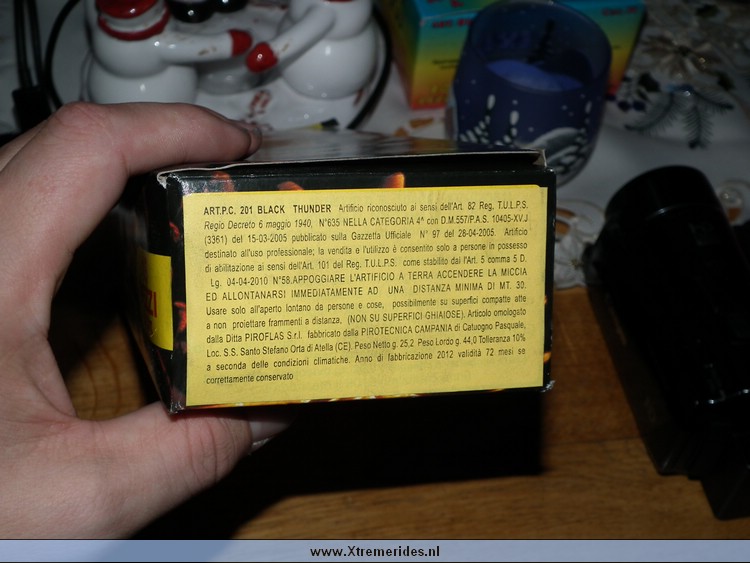 ART.P.C. 201 BLACK THUNDER Artificio riconosciuto ai sensi dell'Art. 82 Reg. T.U.L.P.S.
Regio Decreto 6 maggio 1940, N°635 NELLA CATEGORIA 4^ con D.M.557/P.A.S. 10405-XV.J
(3361) del 15-03-2005 pubblicato sulla Gazzetta Ufficiale N° 97 del 28-04-2005. Artificio
destinato all'uso professionale; la vendita e l'utilizzo è consentito solo a persone in possesso
di abilitazione ai sensi dell'Art. 101 del Reg. T.U.L.P.S. come stabilito dal l'Art. 5 comma 5 D.
Lg. 04-04-2010 N°58.APPOGGIARE L'ARTIFICIO A TERRA ACCENDERE LA MICCIA
ED ALLONTANARSI IMMEDIATAMENTE AD UNA DISTANZA MINIMA DI MT. 30.
Usare solo all'aperto lontano da persone e cose, possibilmente su superfici compatte atte
a non proiettare frammenti a distanza. (NON SU SUPERFICI GHIAIOSE). Articolo omologato
dalla Ditta PIROFLAS S.r.l. fabbricato dalla PIROTECNICA CAMPANIA di Catuogno Pasquale,
Loc. S.S. Santo Stefano Orta di Atella (CE). Peso Netto g. 25,2 Peso Lordo g. 44,0 Tolleranza 10%
a seconda delle condizioni climatiche. Anno di fabbricazione 2012 validità 72 mesi se
correttamente conservato
www.Xtremerides.nl